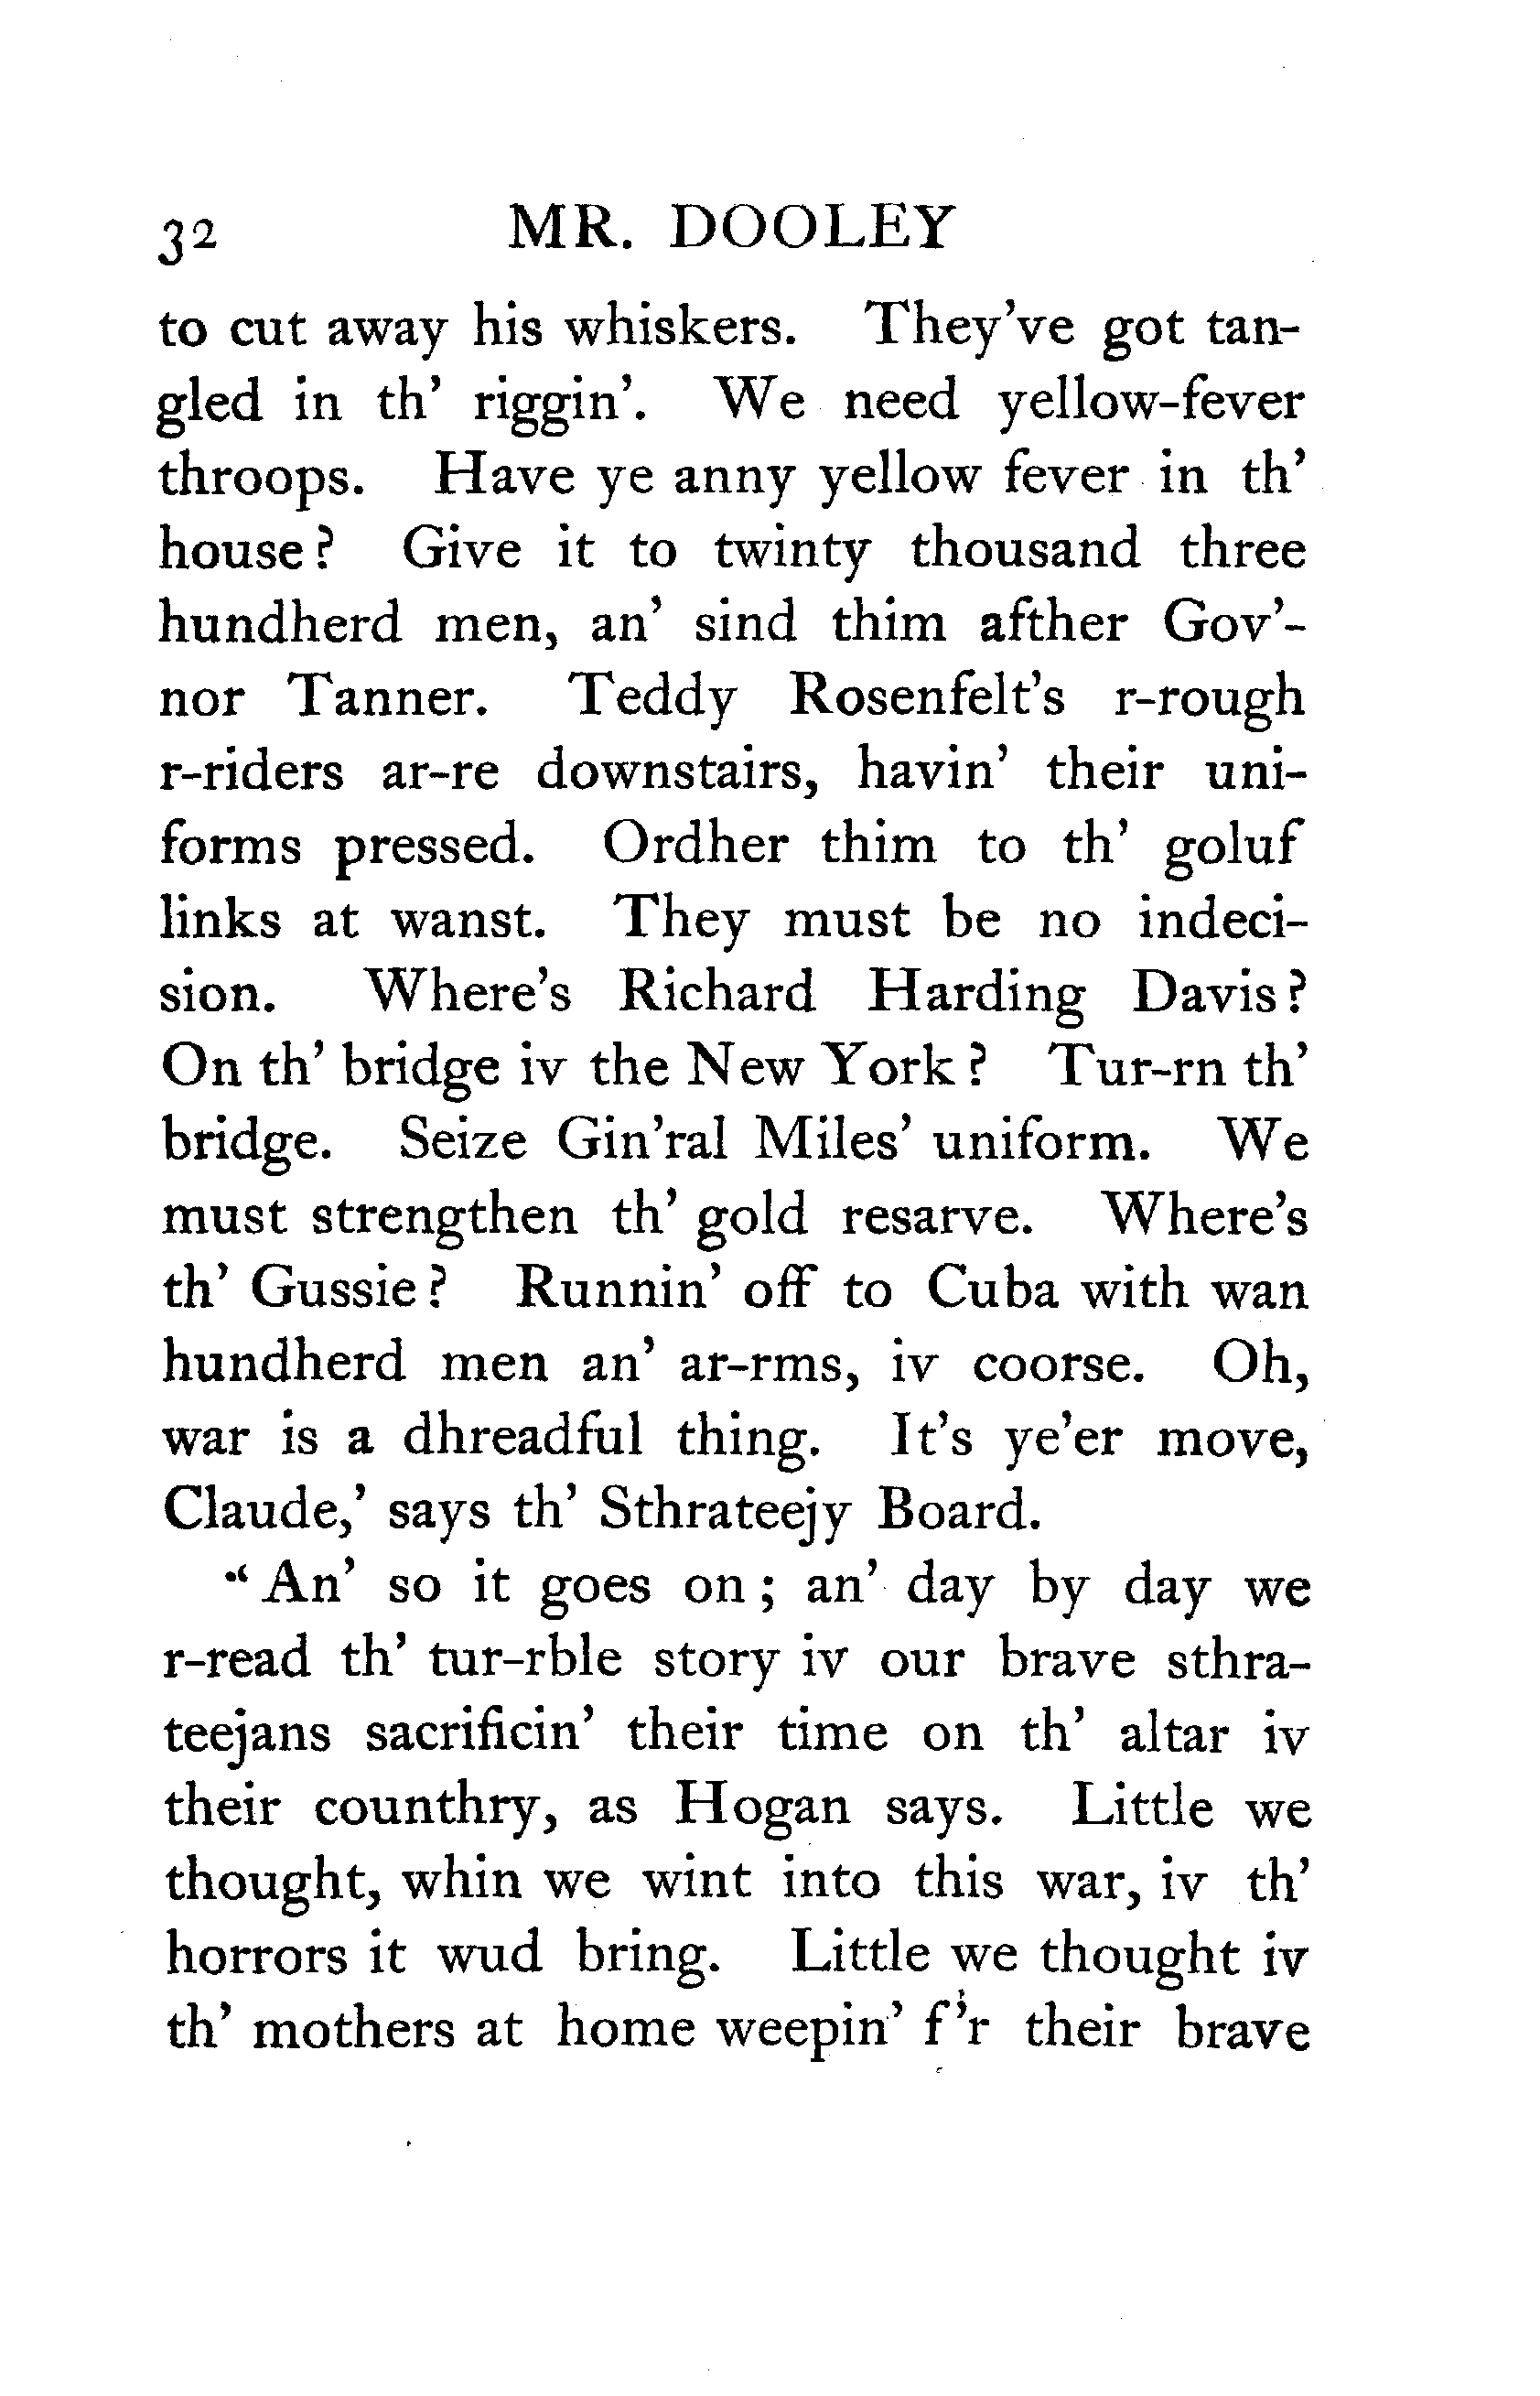 32 MR. DOOLEY
to cut away his whiskers. They've got tan-
gled in th' riggin'. We need yellow-fever
throops. Have ye anny yellow fever in th'
house? Give it to twinty thousand three
hundherd men, an' sind thim afther Gov'-
nor Tanner. Teddy Rosenfelt's r-rough
r-riders ar-re downstairs, havin' their uni-
forms pressed. Ordher thim to th' goluf
links at wanst. They must be no indeci-
sion. Where's Richard Harding Davis?
On th' bridge iv the New York? Tur-rn th'
bridge. Seize Gin'ral Miles' uniform. We
must strengthen th' gold resarve. Where's
th' Gussie? Runnin' off to Cuba with wan
hundherd men an' ar-rms, iv coorse. Oh,
war is a dhreadful thing. It's ye'er move,
Claude,' says th' Sthrateejy Board.
"An' so it goes on; an' day by day we
r-read th' tur-rble story iv our brave sthra-
teejans sacrificin' their time on th' altar iv
their counthry, as Hogan says. Little we
thought, whin we wint into this war, iv th'
horrors it wud bring. Little we thought iv
th' mothers at home weepin' f'r their brave